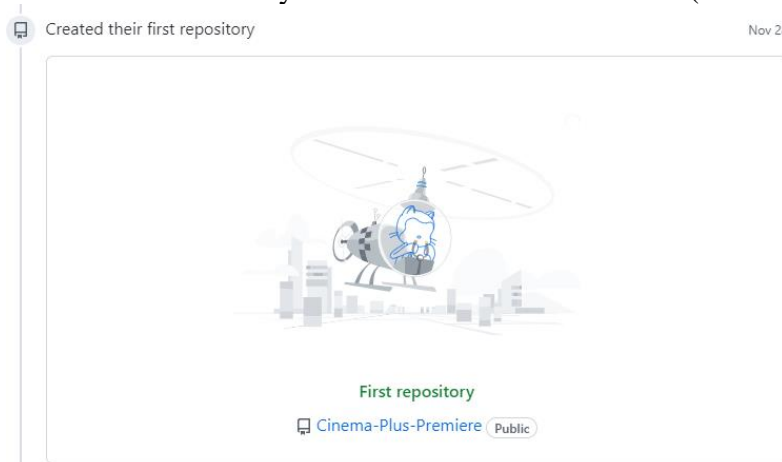 Created their first repository
Nov 2
First repository
Cinema-Plus-Premiere Public